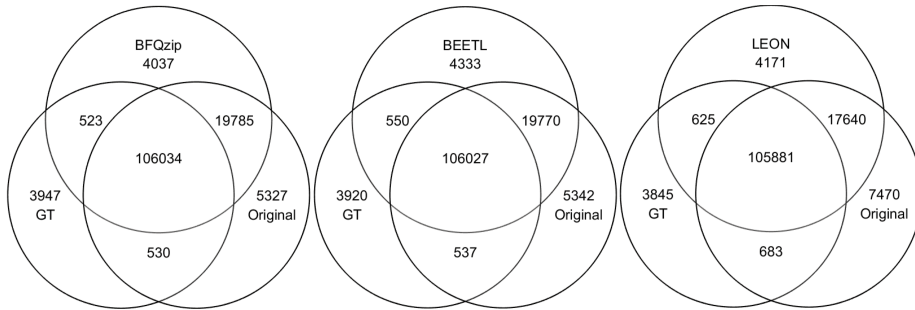 BFQzip
4037
523
19785
106034
3947
GT
5327
Original
530
BEETL
4333
550
19770
106027
3920
GT
5342
Original
537
LEON
4171
625
17640
105881
3845
GT
7470
Original
683